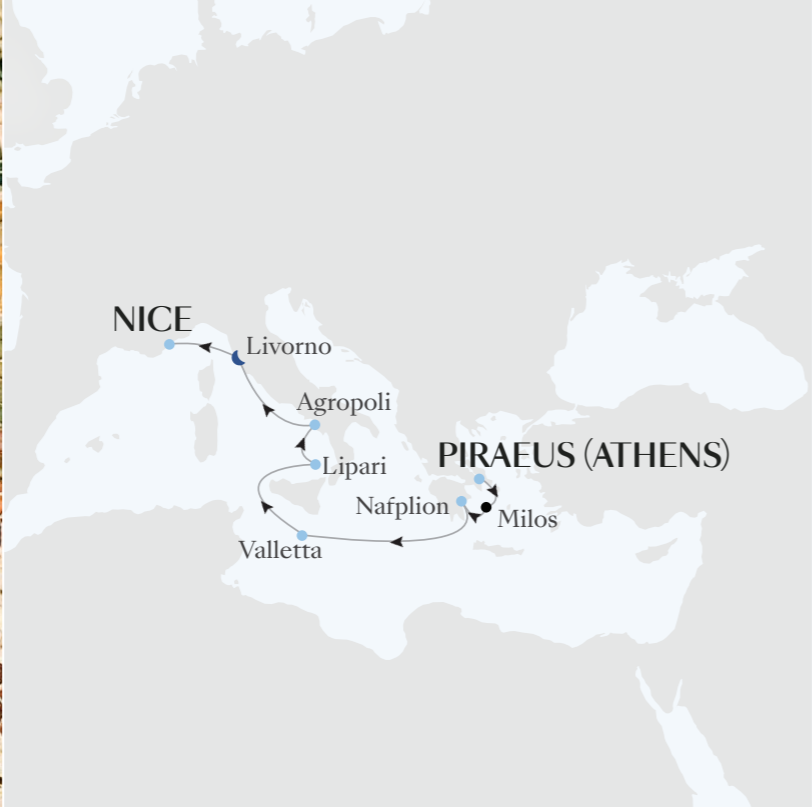 NICE
Livorno
Agropoli
PIRAEUS (ATHENS)
Lipari
Nafplion
Milos
Valletta